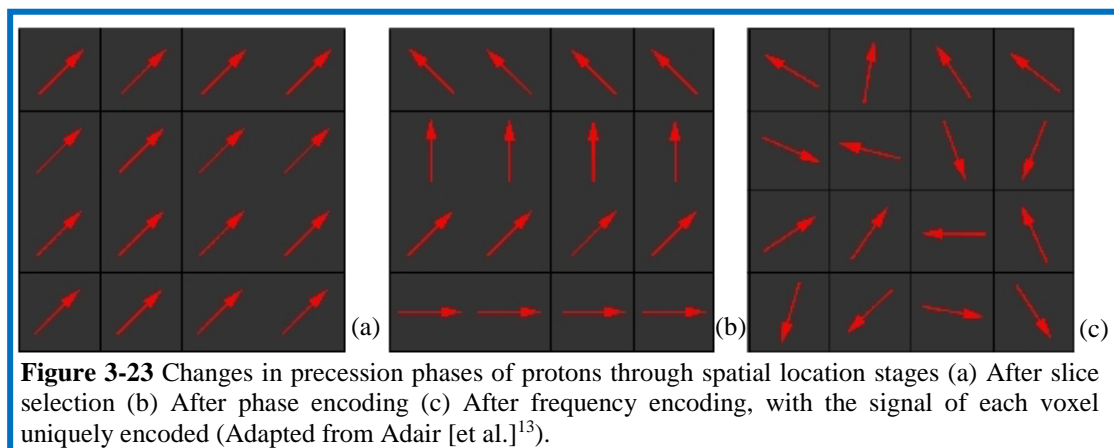 (a)
(b)
(c)
Figure 3-23 Changes in precession phases of protons through spatial location stages (a) After slice
selection (b) After phase encoding (c) After frequency encoding, with the signal of each voxel
uniquely encoded (Adapted from Adair [et al.]¹³).